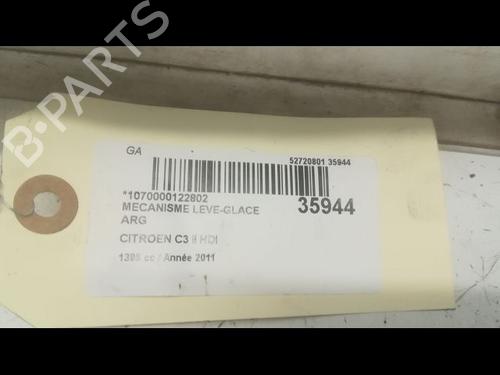 B-PARTS
GA
52720801 35944
*1070000122802
35944
MECANISME LEVE-GLACE
ARG
CITROEN C3 II HDI
1398 cc / Année 2011